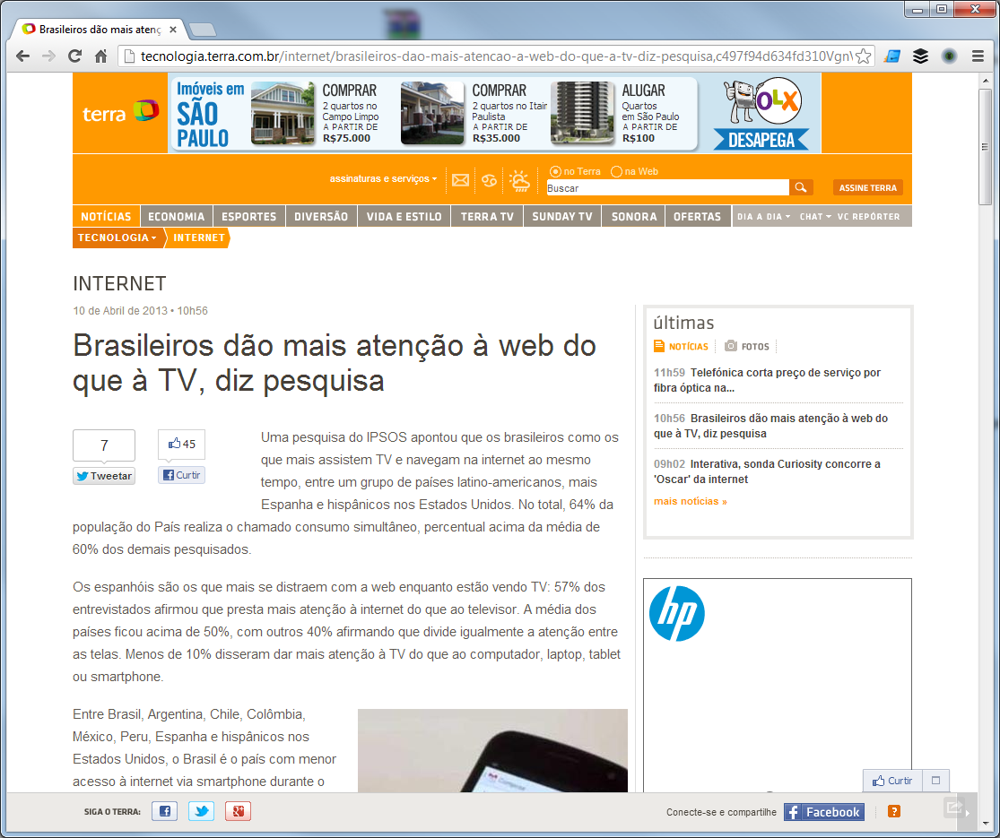 Brasileiros dão mais atenç
tecnologia.terra.com.br/internet/brasileiros-dao-mais-atencao-a-web-do-que-a-tv-diz-pesquisa,c497f94d634fd310Vgn
terra
Imóveis em
SÃO
PAULO
COMPRAR
2 quartos no
Campo Limpo
A PARTIR DE
R$75.000
COMPRAR
2 quartos no Itaim
Paulista
A PARTIR DE
R$35.000
ALUGAR
Quartos
em São Paulo
A PARTIR DE
R$100
OLX
DESAPEGA
assinaturas e serviços
no Terra na Web
Buscar
ASSINE TERRA
NOTÍCIAS ECONOMIA ESPORTES DIVERSÃO VIDA E ESTILO TERRA TV SUNDAY TV SONORA OFERTAS DIA A DIA CHAT VC REPÓRTER
TECNOLOGIA INTERNET
INTERNET
10 de Abril de 2013 • 10h56
Brasileiros dão mais atenção à web do
que à TV, diz pesquisa
7
Tweetar
45
Curtir
Uma pesquisa do IPSOS apontou que os brasileiros como os
que mais assistem TV e navegam na internet ao mesmo
tempo, entre um grupo de países latino-americanos, mais
Espanha e hispânicos nos Estados Unidos. No total, 64% da
população do País realiza o chamado consumo simultâneo, percentual acima da média de
60% dos demais pesquisados.
Os espanhóis são os que mais se distraem com a web enquanto estão vendo TV: 57% dos
entrevistados afirmou que presta mais atenção à internet do que ao televisor. A média dos
países ficou acima de 50%, com outros 40% afirmando que divide igualmente a atenção entre
as telas. Menos de 10% disseram dar mais atenção à TV do que ao computador, laptop, tablet
ou smartphone.
Entre Brasil, Argentina, Chile, Colômbia,
México, Peru, Espanha e hispânicos nos
Estados Unidos, o Brasil é o país com menor
acesso à internet via smartphone durante o
últimas
NOTÍCIAS FOTOS
11h59 Telefónica corta preço de serviço por
fibra óptica na...
10h56 Brasileiros dão mais atenção à web do
que à TV, diz pesquisa
09h02 Interativa, sonda Curiosity concorre a
'Oscar' da internet
mais notícias »
hp
Curtir
SIGA O TERRA:
Conecte-se e compartilhe
Facebook
?